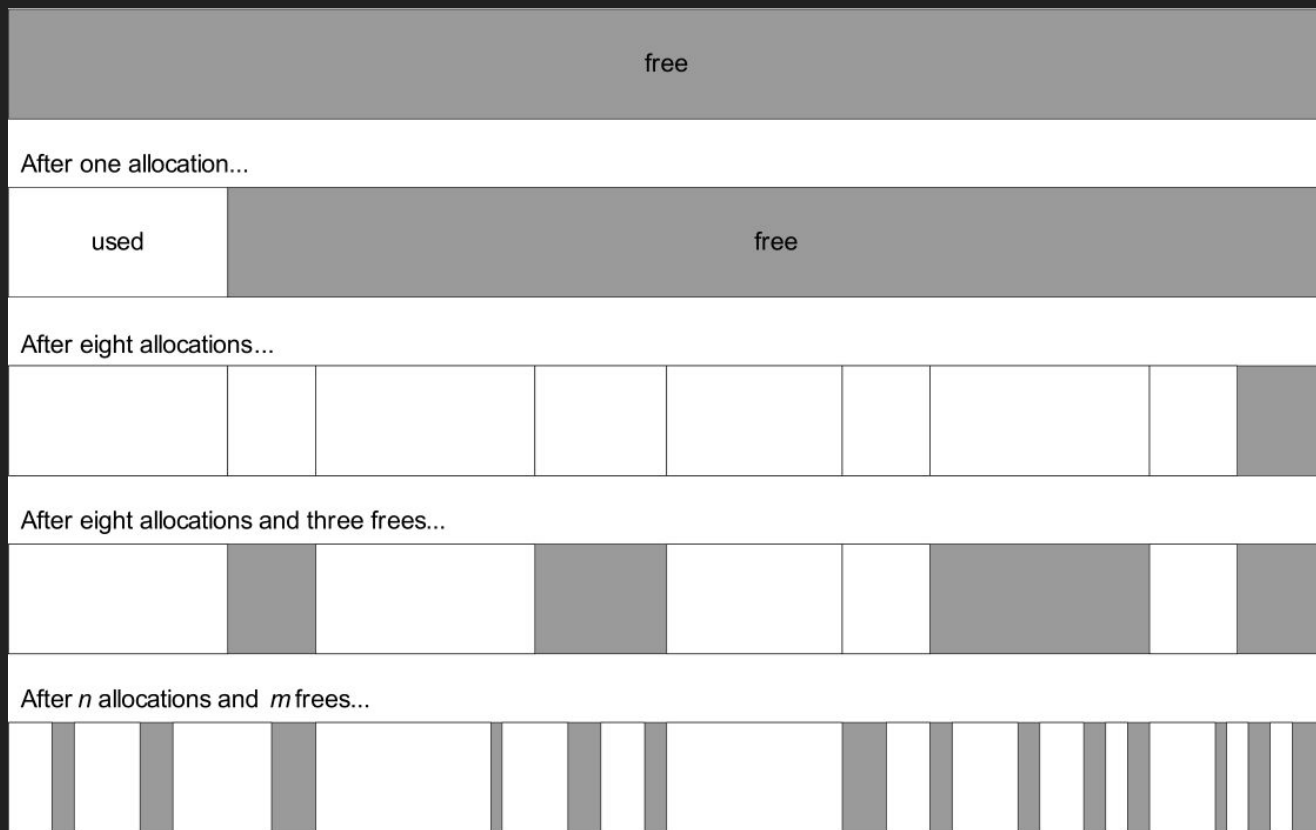 free
After one allocation...
used free
After eight allocations...
After eight allocations and three frees...
After n allocations and m frees...